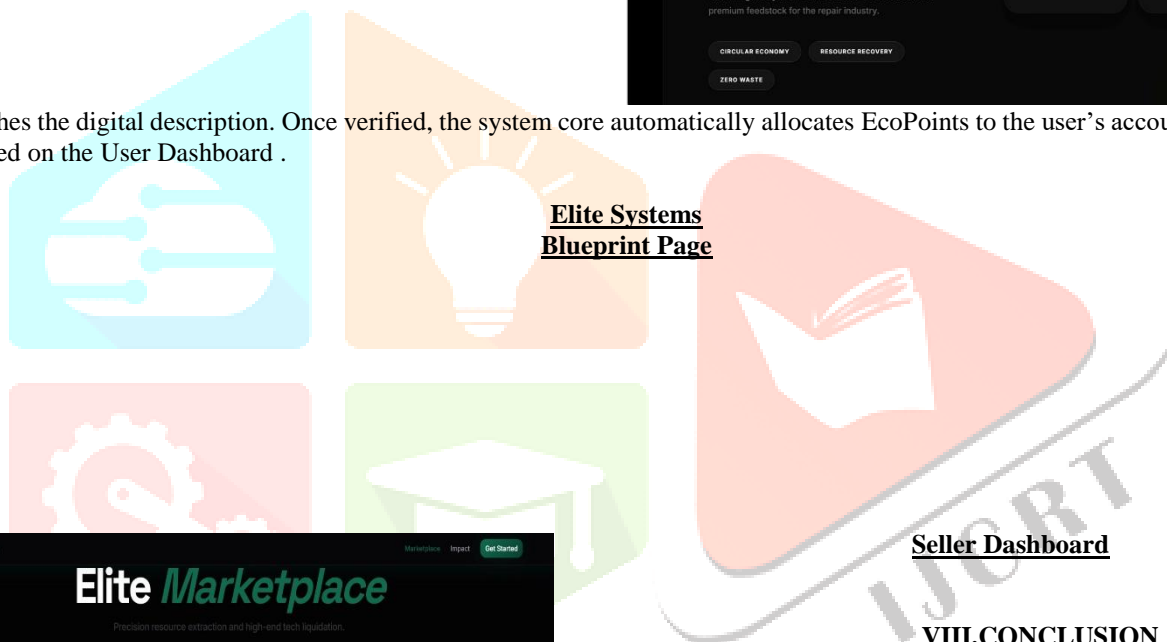 premium feedstock for the repair industry.
CIRCULAR ECONOMY RESOURCE RECOVERY
ZERO WASTE
hes the digital description. Once verified, the system core automatically allocates EcoPoints to the user's accou
ed on the User Dashboard .
Elite Systems
Blueprint Page
Marketplace Impact Get Started
Elite Marketplace
Precision resource extraction and high-end tech liquidation.
Seller Dashboard
VIII.CONCLUSION
IJCRT